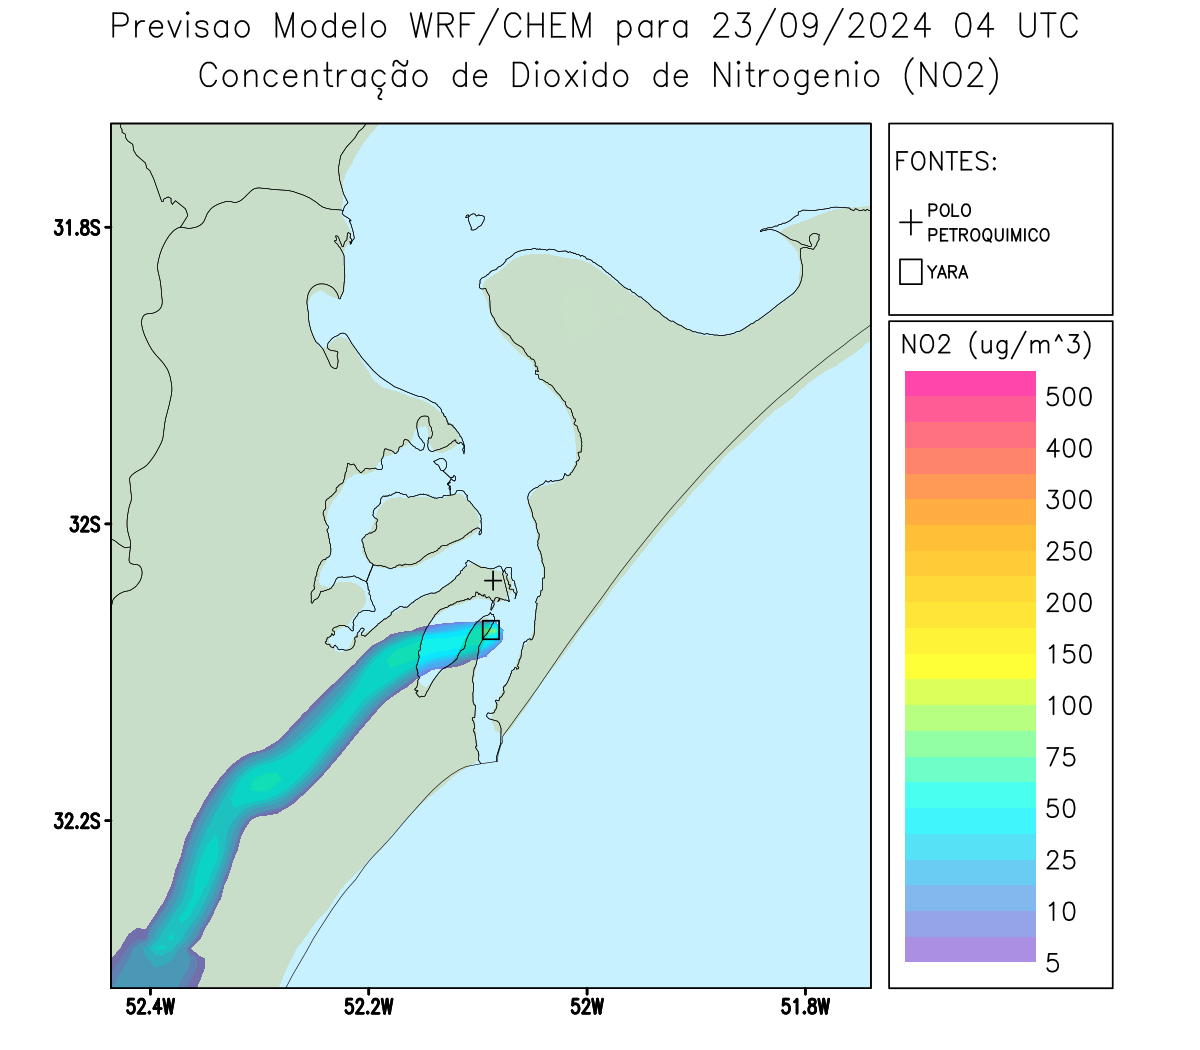 Previsao Modelo WRF/CHEM para 23/09/2024 04 UTC
Concentração de Dioxido de Nitrogenio (NO2)
FONTES:
POLO
PETROQUIMICO
YARA
NO2 (ug/m^3)
500
400
300
250
200
150
100
75
50
25
10
5
31.8S
32S
32.2S
52.4W
52.2W
52W
51.8W